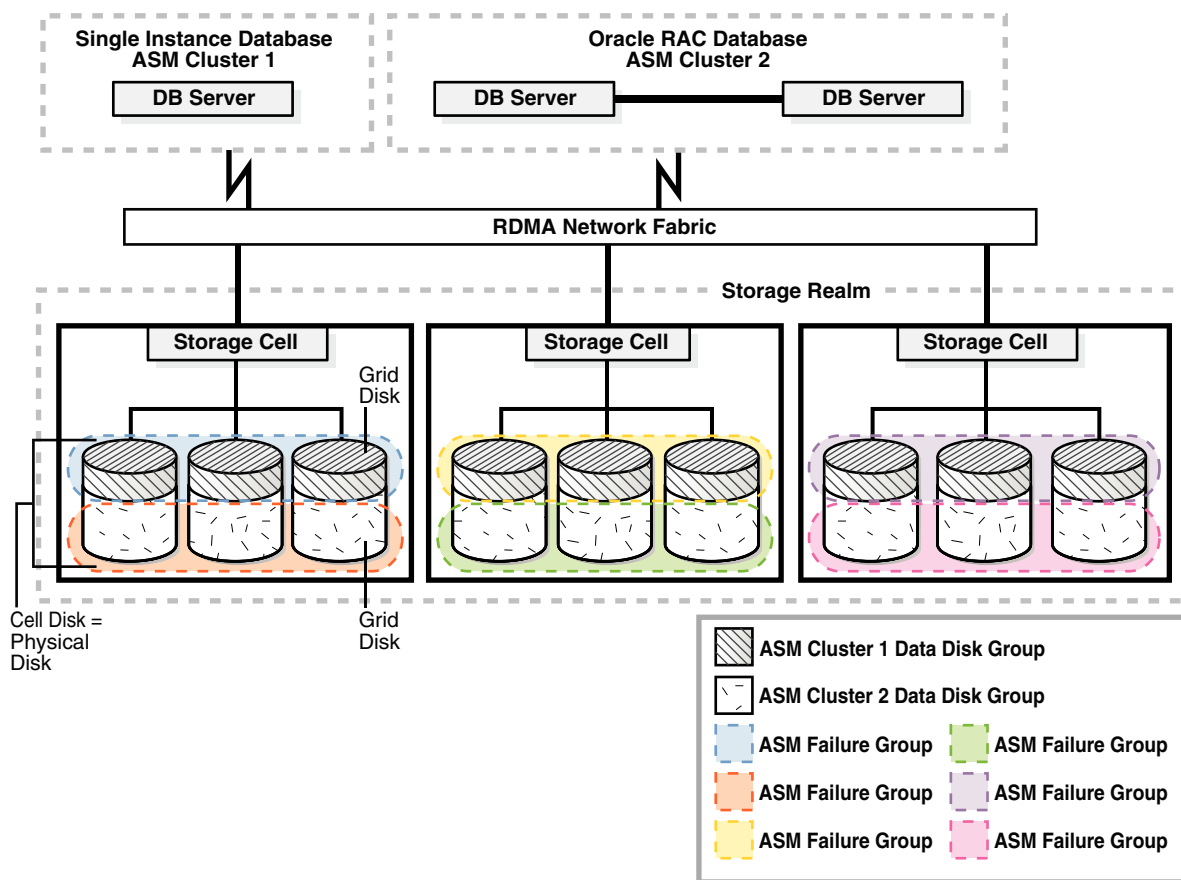 Single Instance Database
ASM Cluster 1
DB Server
Oracle RAC Database
ASM Cluster 2
DB Server
DB Server
RDMA Network Fabric
Storage Realm
Storage Cell
Storage Cell
Storage Cell
Grid
Disk
Cell Disk =
Physical
Disk
Grid
Disk
ASM Cluster 1 Data Disk Group
ASM Cluster 2 Data Disk Group
ASM Failure Group
ASM Failure Group
ASM Failure Group
ASM Failure Group
ASM Failure Group
ASM Failure Group